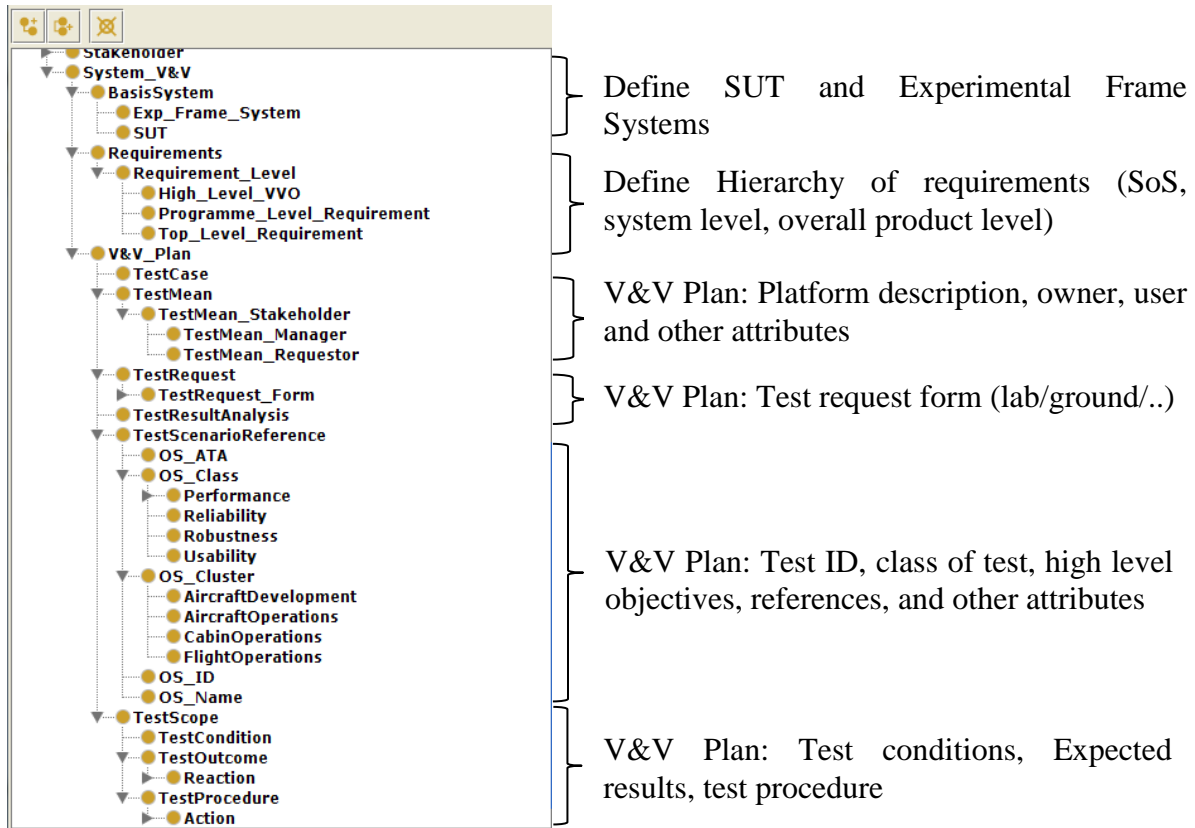 Stakeholder
System_V&V
BasisSystem
Exp_Frame_System
SUT
Requirements
Requirement_Level
High_Level_VVO
Programme_Level_Requirement
Top_Level_Requirement
V&V_Plan
TestCase
TestMean
TestMean_Stakeholder
TestMean_Manager
TestMean_Requestor
TestRequest
TestRequest_Form
TestResultAnalysis
TestScenarioReference
OS_ATA
OS_Class
Performance
Reliability
Robustness
Usability
OS_Cluster
AircraftDevelopment
AircraftOperations
CabinOperations
FlightOperations
OS_ID
OS_Name
TestScope
TestCondition
TestOutcome
Reaction
TestProcedure
Action
Define SUT and Experimental Frame
Systems
Define Hierarchy of requirements (SoS,
system level, overall product level)
V&V Plan: Platform description, owner, user
and other attributes
V&V Plan: Test request form (lab/ground/..)
V&V Plan: Test ID, class of test, high level
objectives, references, and other attributes
V&V Plan: Test conditions, Expected
results, test procedure